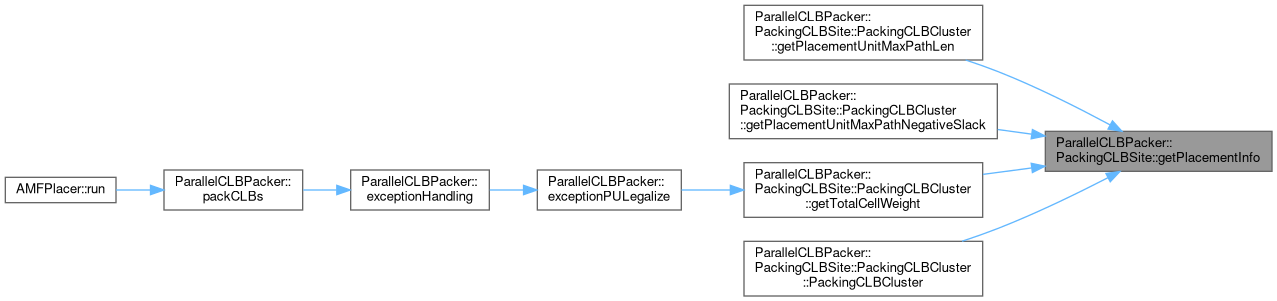 ParallelCLBPacker::
PackingCLBSite::PackingCLBCluster
::getPlacementUnitMaxPathLen
ParallelCLBPacker::
PackingCLBSite::PackingCLBCluster
::getPlacementUnitMaxPathNegativeSlack
ParallelCLBPacker::
PackingCLBSite::getPlacementInfo
AMFPlacer::run
ParallelCLBPacker::
packCLBs
ParallelCLBPacker::
exceptionHandling
ParallelCLBPacker::
exceptionPULegalize
ParallelCLBPacker::
PackingCLBSite::PackingCLBCluster
::getTotalCellWeight
ParallelCLBPacker::
PackingCLBSite::PackingCLBCluster
::PackingCLBCluster